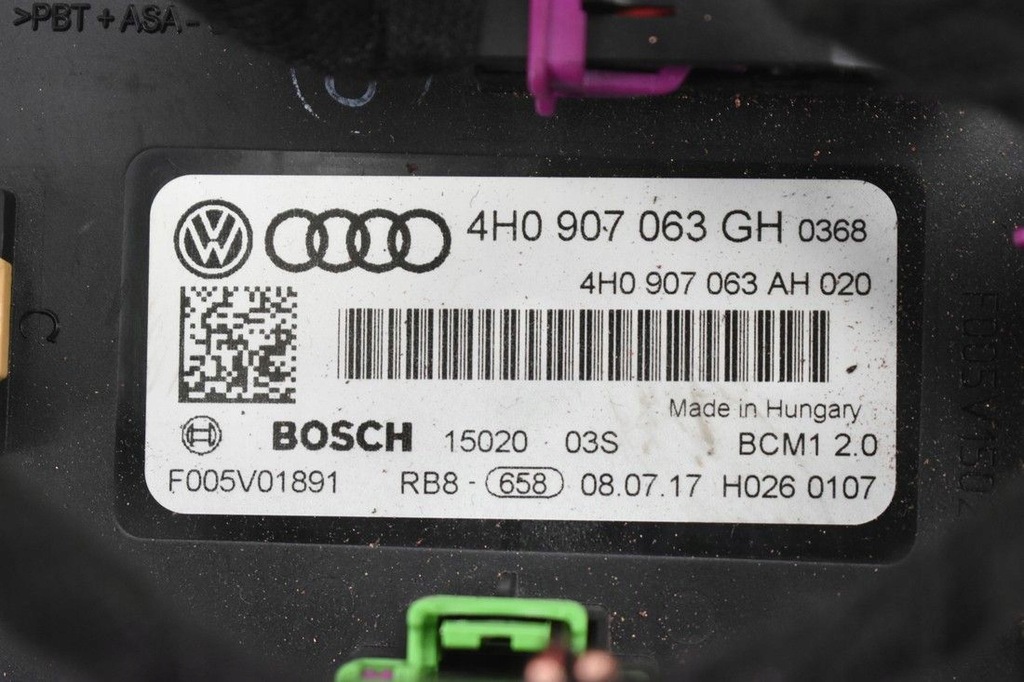 >PBT + ASA -
4H0 907 063 GH 0368
4H0 907 063 AH 020
Made in Hungary
BOSCH 15020 03S BCM1 2.0
F005V01891 RB8 - 658 08.07.17 H026 0107
C
F005V1502